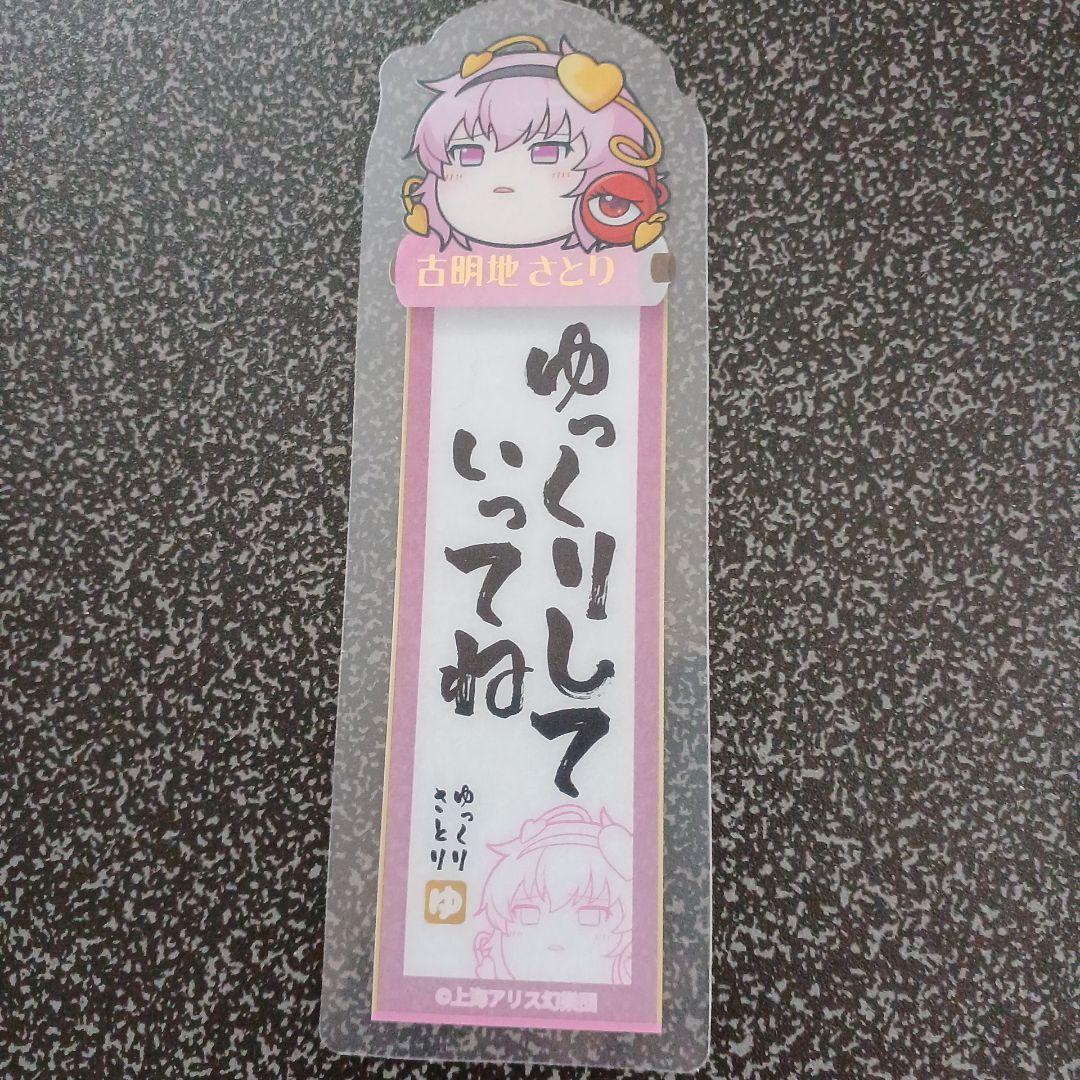 古明地 さとり
ゆっくりして
いってね
ゆっくり
さとり
ゆ
©上海アリス幻樂団